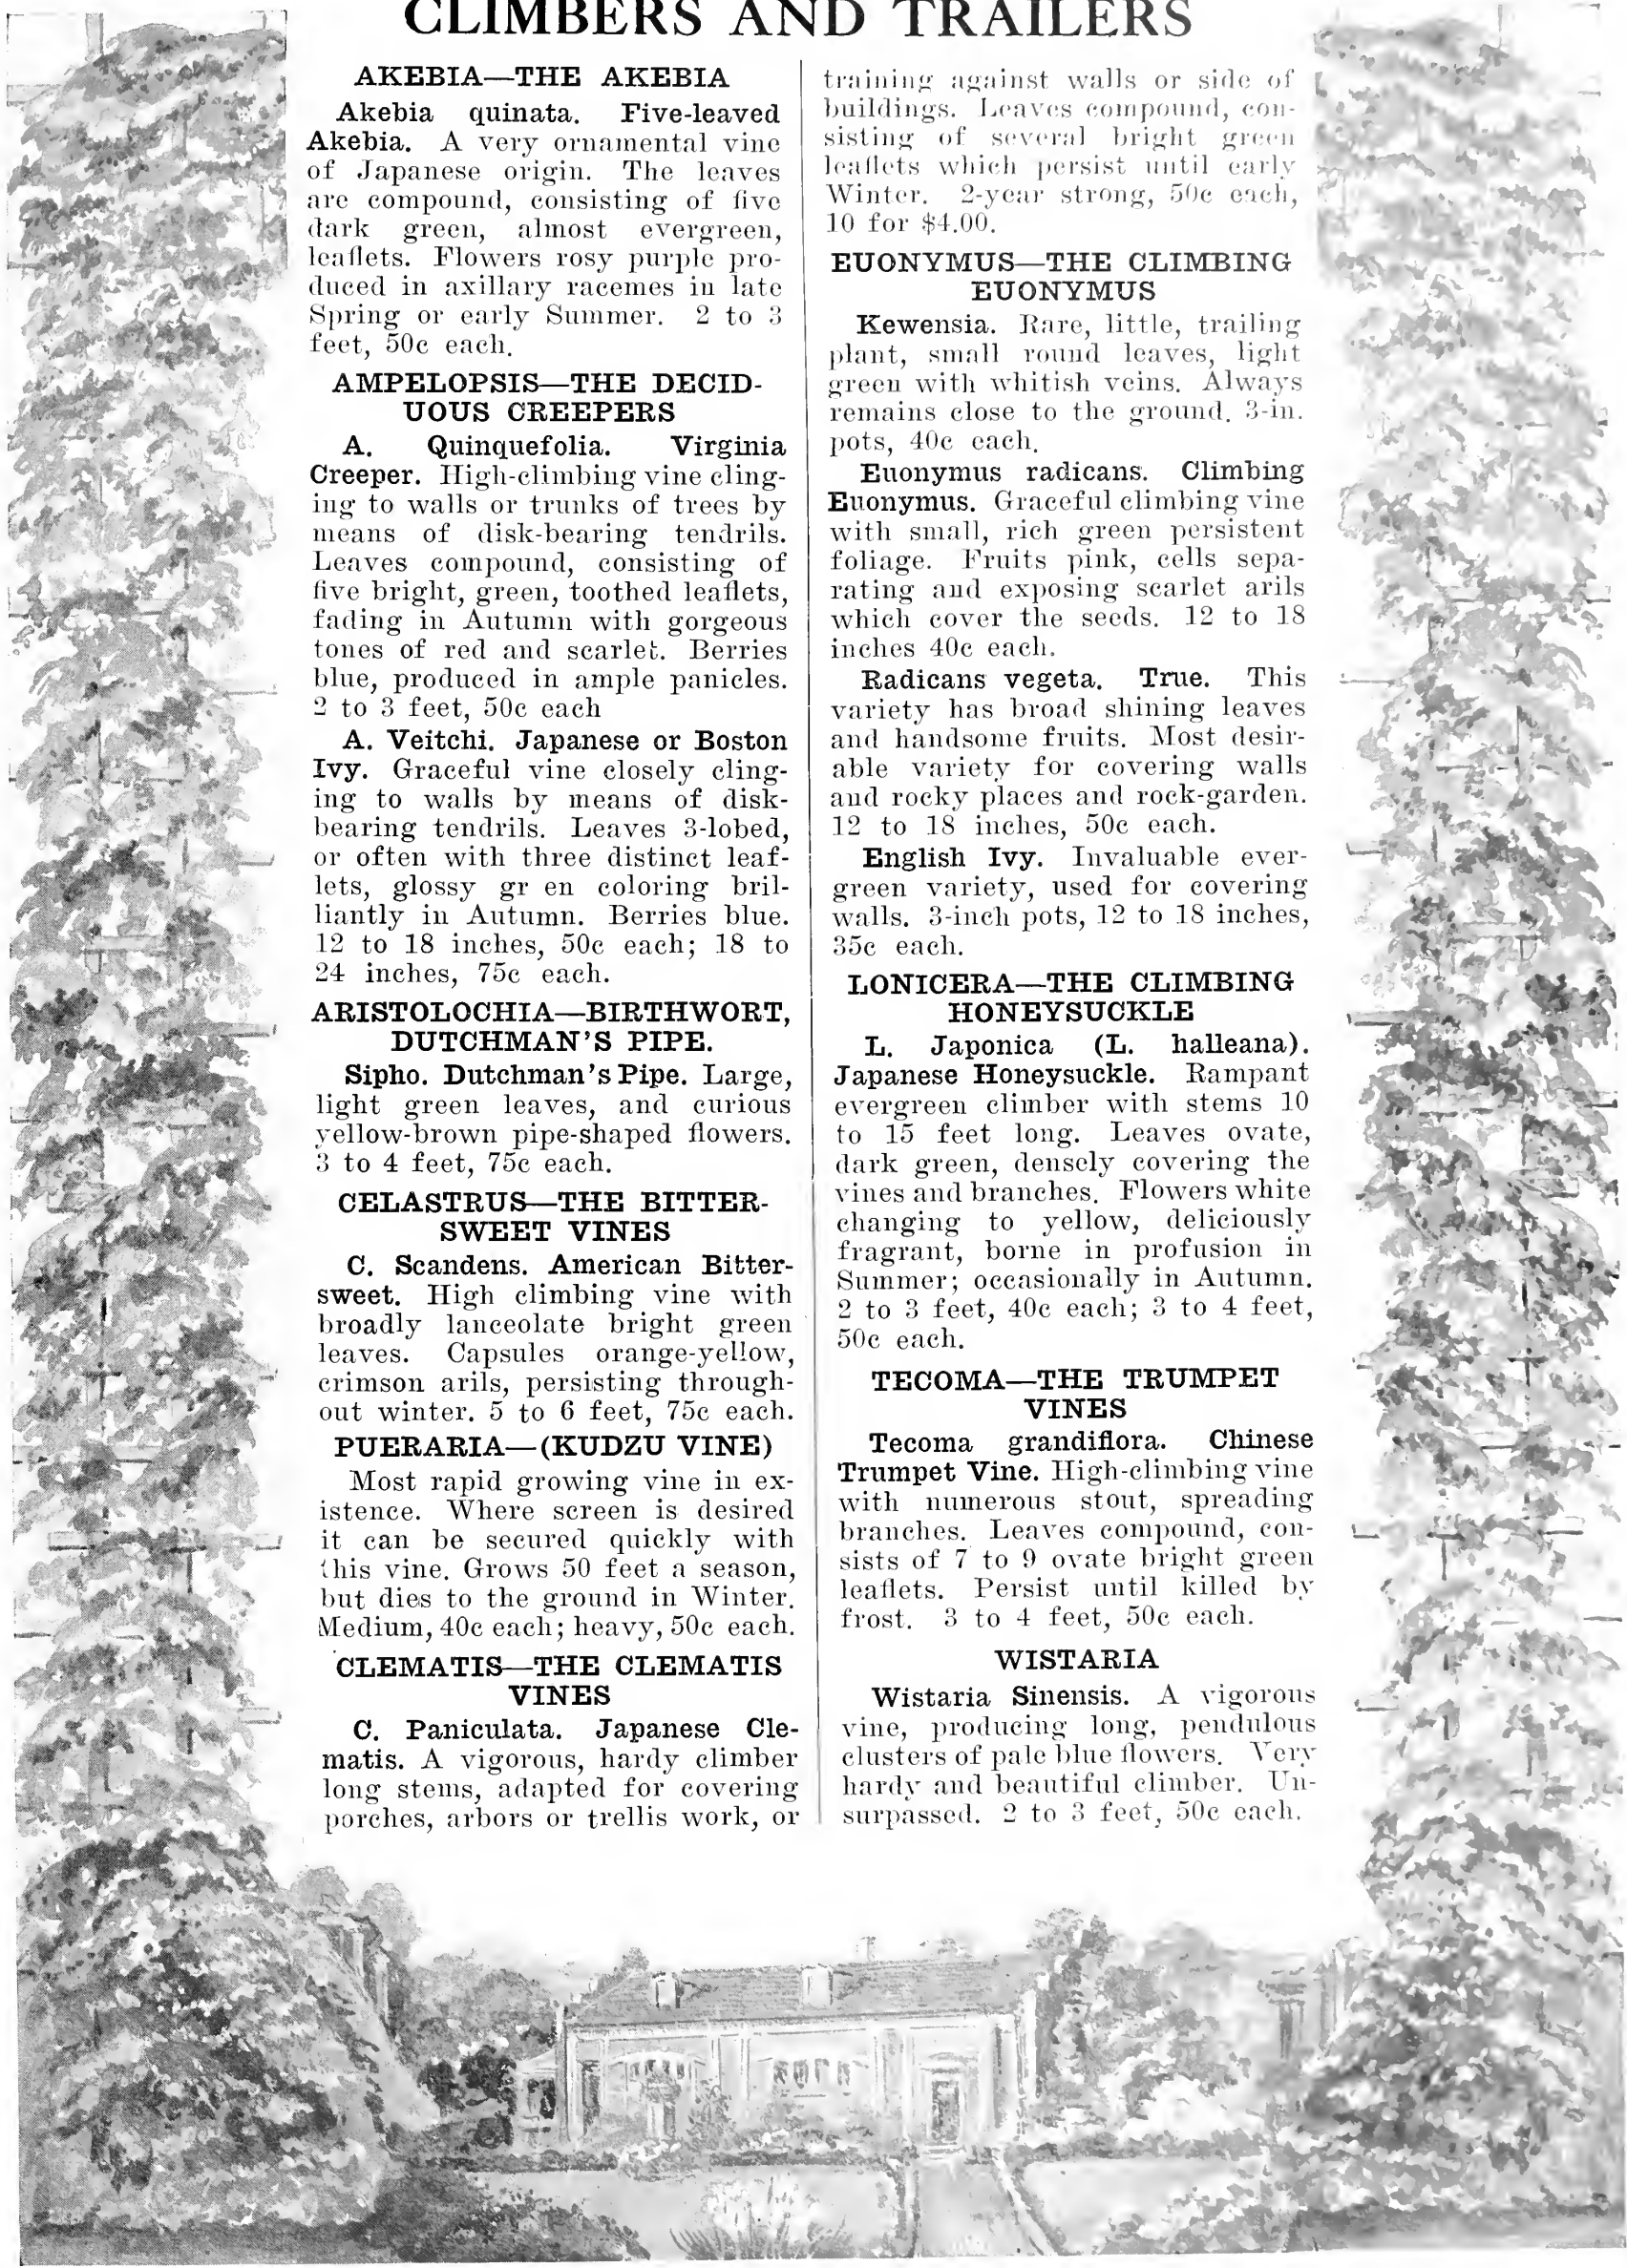 CLIMBERS AND TRAILERS
AKEBIA—THE AKEBIA
Akebia quinata. Five-leaved
Akebia. A very ornamental vine
of Japanese origin. The leaves
are compound, consisting of five
dark green, almost evergreen,
leaflets. Flowers rosy purple pro-
duced in axillary racemes in late
Spring or early Summer. 2 to 3
feet, 50c each.
AMPELOPSIS—THE DECID-
UOUS CREEPERS
A. Quinquefolia. Virginia
Creeper. High-climbing vine cling-
ing to walls or trunks of trees by
means of disk-bearing tendrils.
Leaves compound, consisting of
five bright, green, toothed leaflets,
fading in Autumn with gorgeous
tones of red and scarlet. Berries
blue, produced in ample panicles.
2 to 3 feet, 50c each
A. Veitchi. Japanese or Boston
Ivy. Graceful vine closely cling-
ing to walls by means of disk-
bearing tendrils. Leaves 3-lobed,
or often with three distinct leaf-
lets, glossy gr en coloring bril-
liantly in Autumn. Berries blue.
12 to 18 inches, 50c each; 18 to
24 inches, 75c each.
ARISTOLOCHIA—BIRTHWORT,
DUTCHMAN'S PIPE.
Sipho. Dutchman's Pipe. Large,
light green leaves, and curious
yellow-brown pipe-shaped flowers.
3 to 4 feet, 75c each.
CELASTRUS—THE BITTER-
SWEET VINES
C. Scandens. American Bitter-
sweet. High climbing vine with
broadly lanceolate bright green
leaves. Capsules orange-yellow,
crimson arils, persisting through-
out winter. 5 to 6 feet, 75c each.
PUERARIA—(KUDZU VINE)
Most rapid growing vine in ex-
istence. Where screen is desired
it can be secured quickly with
this vine. Grows 50 feet a season,
but dies to the ground in Winter.
Medium, 40c each; heavy, 50c each.
CLEMATIS—THE CLEMATIS
VINES
C. Paniculata. Japanese Cle-
matis. A vigorous, hardy climber
long stems, adapted for covering
porches, arbors or trellis work, or
training against walls or side of
buildings. Leaves compound, con-
sisting of several bright green
leaflets which persist until early
Winter. 2-year strong, 50c each,
10 for $4.00.
EUONYMUS—THE CLIMBING
EUONYMUS
Kewensia. Rare, little, trailing
plant, small round leaves, light
green with whitish veins. Always
remains close to the ground. 3-in.
pots, 40c each.
Euonymus radicans. Climbing
Euonymus. Graceful climbing vine
with small, rich green persistent
foliage. Fruits pink, cells sepa-
rating and exposing scarlet arils
which cover the seeds. 12 to 18
inches 40c each.
Radicans vegeta. True. This
variety has broad shining leaves
and handsome fruits. Most desir-
able variety for covering walls
and rocky places and rock-garden.
12 to 18 inches, 50c each.
English Ivy. Invaluable ever-
green variety, used for covering
walls. 3-inch pots, 12 to 18 inches,
35c each.
LONICERA—THE CLIMBING
HONEYSUCKLE
L. Japonica (L. halleana).
Japanese Honeysuckle. Rampant
evergreen climber with stems 10
to 15 feet long. Leaves ovate,
dark green, densely covering the
vines and branches. Flowers white
changing to yellow, deliciously
fragrant, borne in profusion in
Summer; occasionally in Autumn.
2 to 3 feet, 40c each; 3 to 4 feet,
50c each.
TECOMA—THE TRUMPET
VINES
Tecoma grandiflora. Chinese
Trumpet Vine. High-climbing vine
with numerous stout, spreading
branches. Leaves compound, con-
sists of 7 to 9 ovate bright green
leaflets. Persist until killed by
frost. 3 to 4 feet, 50c each.
WISTARIA
Wistaria Sinensis. A vigorous
vine, producing long, pendulous
clusters of pale blue flowers. Very
hardy and beautiful climber. Un-
surpassed. 2 to 3 feet, 50c each.